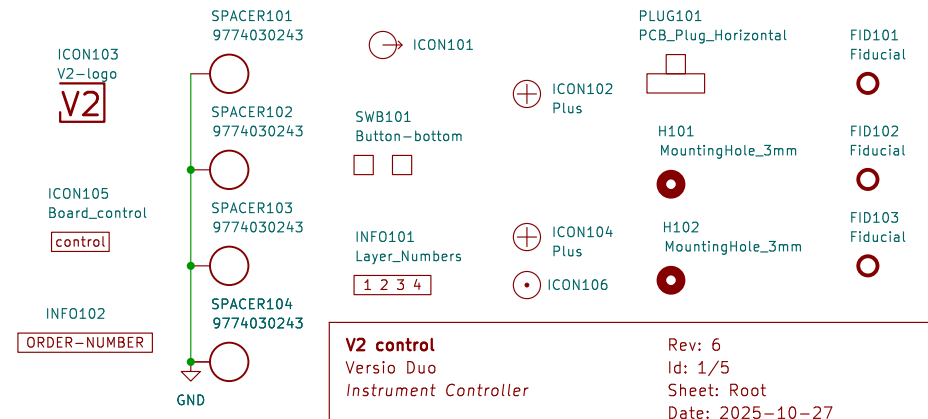 SPACER101
9774030243
ICON103
V2-logo
V2
ICON101
PLUG101
PCB_Plug_Horizontal
FID101
Fiducial
ICON102
Plus
SPACER102
9774030243
SWB101
Button-bottom
H101
MountingHole_3mm
FID102
Fiducial
ICON105
Board_control
control
SPACER103
9774030243
INFO101
Layer_Numbers
1 2 3 4
ICON104
Plus
ICON106
H102
MountingHole_3mm
FID103
Fiducial
INFO102
ORDER-NUMBER
SPACER104
9774030243
GND
V2 control
Versio Duo
Instrument Controller
Rev: 6
Id: 1/5
Sheet: Root
Date: 2025-10-27